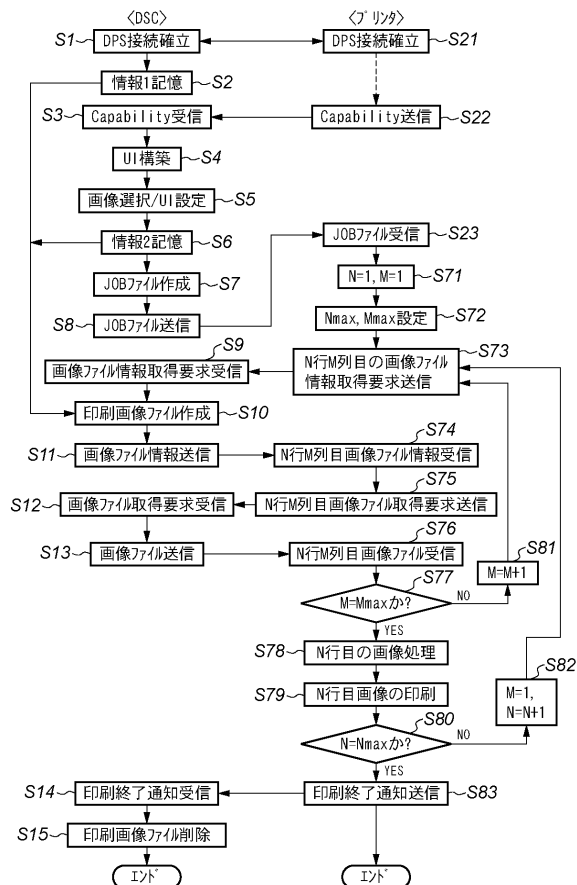 〈DSC〉
〈プリンタ〉
S1
DPS接続確立
DPS接続確立
S21
情報1記憶
S2
S3
Capability受信
Capability送信
S22
UI構築
S4
画像選択/UI設定
S5
情報2記憶
S6
JOBファイル受信
S23
JOBファイル作成
S7
N=1, M=1
S71
S8
JOBファイル送信
Nmax, Mmax設定
S72
S9
画像ファイル情報取得要求受信
S73
N行M列目の画像ファイル
情報取得要求送信
印刷画像ファイル作成
S10
S11
画像ファイル情報送信
S74
N行M列目画像ファイル情報受信
S75
S12
画像ファイル取得要求受信
N行M列目画像ファイル取得要求送信
S13
画像ファイル送信
S76
N行M列目画像ファイル受信
S77
M=Mmaxか?
NO
M=M+1
S81
YES
S78
N行目の画像処理
S79
N行目画像の印刷
S82
M=1,
N=N+1
S80
N=Nmaxか?
NO
YES
S14
印刷終了通知受信
印刷終了通知送信
S83
S15
印刷画像ファイル削除
エンド
エンド